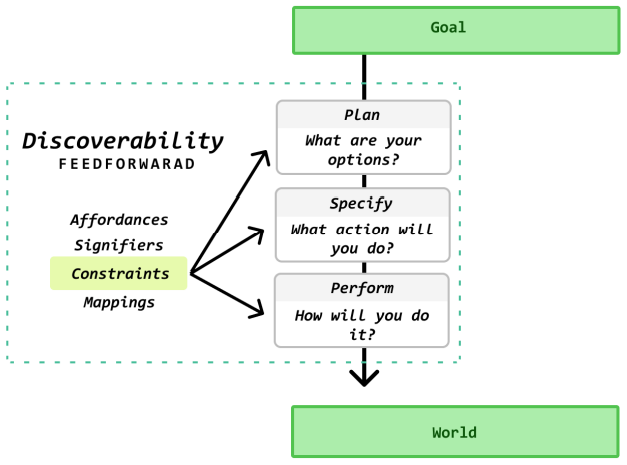 Goal
Discoverability
FEEDFORWARAD
Affordances
Signifiers
Constraints
Mappings
Plan
What are your
options?
Specify
What action will
you do?
Perform
How will you do
it?
World